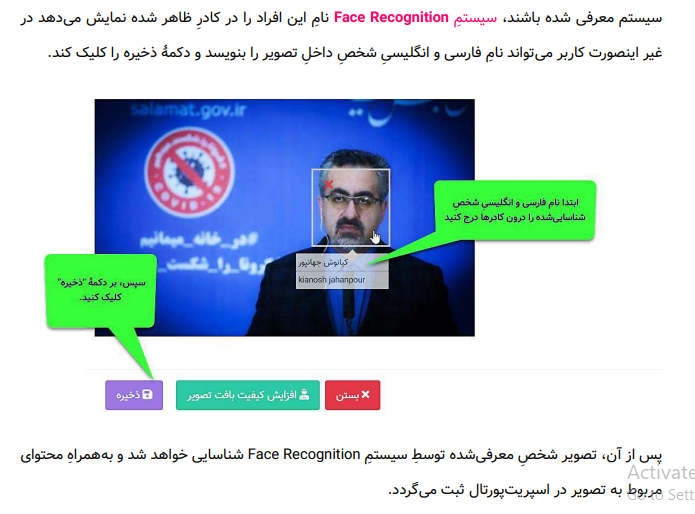 سیستم معرفی شده باشند، سیستمِ Face Recognition نامِ این افراد را در کادرِ ظاهر شده نمایش می‌دهد در
غیر اینصورت کاربر می‌تواند نامِ فارسی و انگلیسیِ شخصِ داخلِ تصویر را بنویسد و دکمهٔ ذخیره را کلیک کند.
salamat.gov.ir
COVID-19
#در_خانه_میمانیم
رونا_را_شکست_
ابتدا نام فارسی و انگلیسیِ شخصِ
شناسایی‌شده را درون کادرها درج کنید
کیانوش جهانپور
kianosh jahanpour
سپس، بر دکمهٔ "ذخیره"
کلیک کنید.
بستن
افزایش کیفیت بافت تصویر
ذخیره
پس از آن، تصویر شخصِ معرفی‌شده توسطِ سیستمِ Face Recognition شناسایی خواهد شد و به‌همراهِ محتوای
مربوط به تصویر در اسپریت‌پورتال ثبت می‌گردد.
Activate
Go to Sett